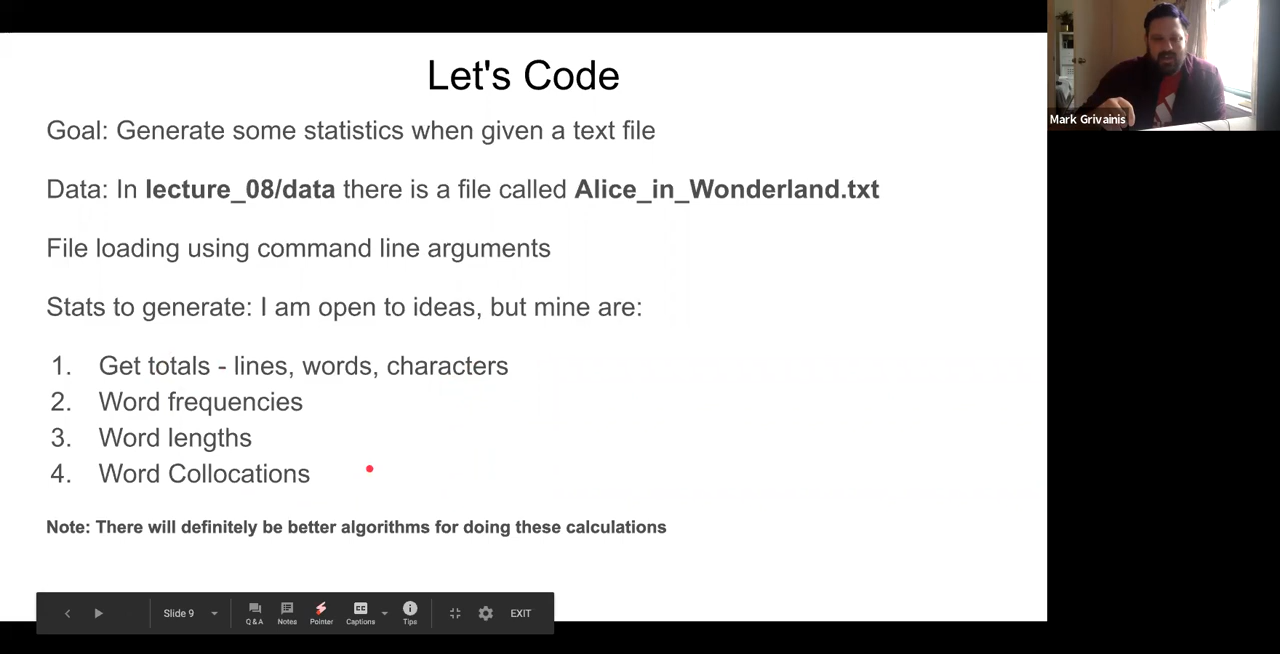 Let's Code
Goal: Generate some statistics when given a text file
Data: In lecture_08/data there is a file called Alice_in_Wonderland.txt
File loading using command line arguments
Stats to generate: I am open to ideas, but mine are:
1. Get totals - lines, words, characters
2. Word frequencies
3. Word lengths
4. Word Collocations
Note: There will definitely be better algorithms for doing these calculations
Slide 9
Q & A
Notes
Pointer
CC
Captions
Tips
EXIT
Mark Grivainis